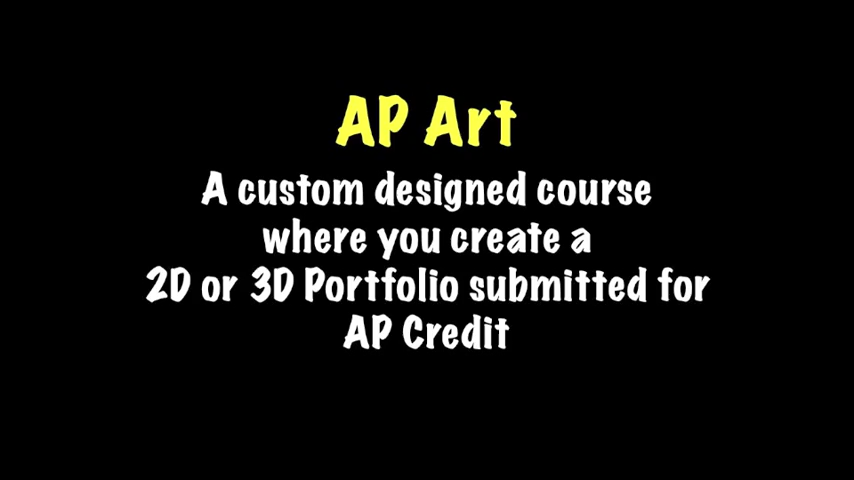 AP Art
A custom designed course
where you create a
2D or 3D Portfolio submitted for
AP Credit